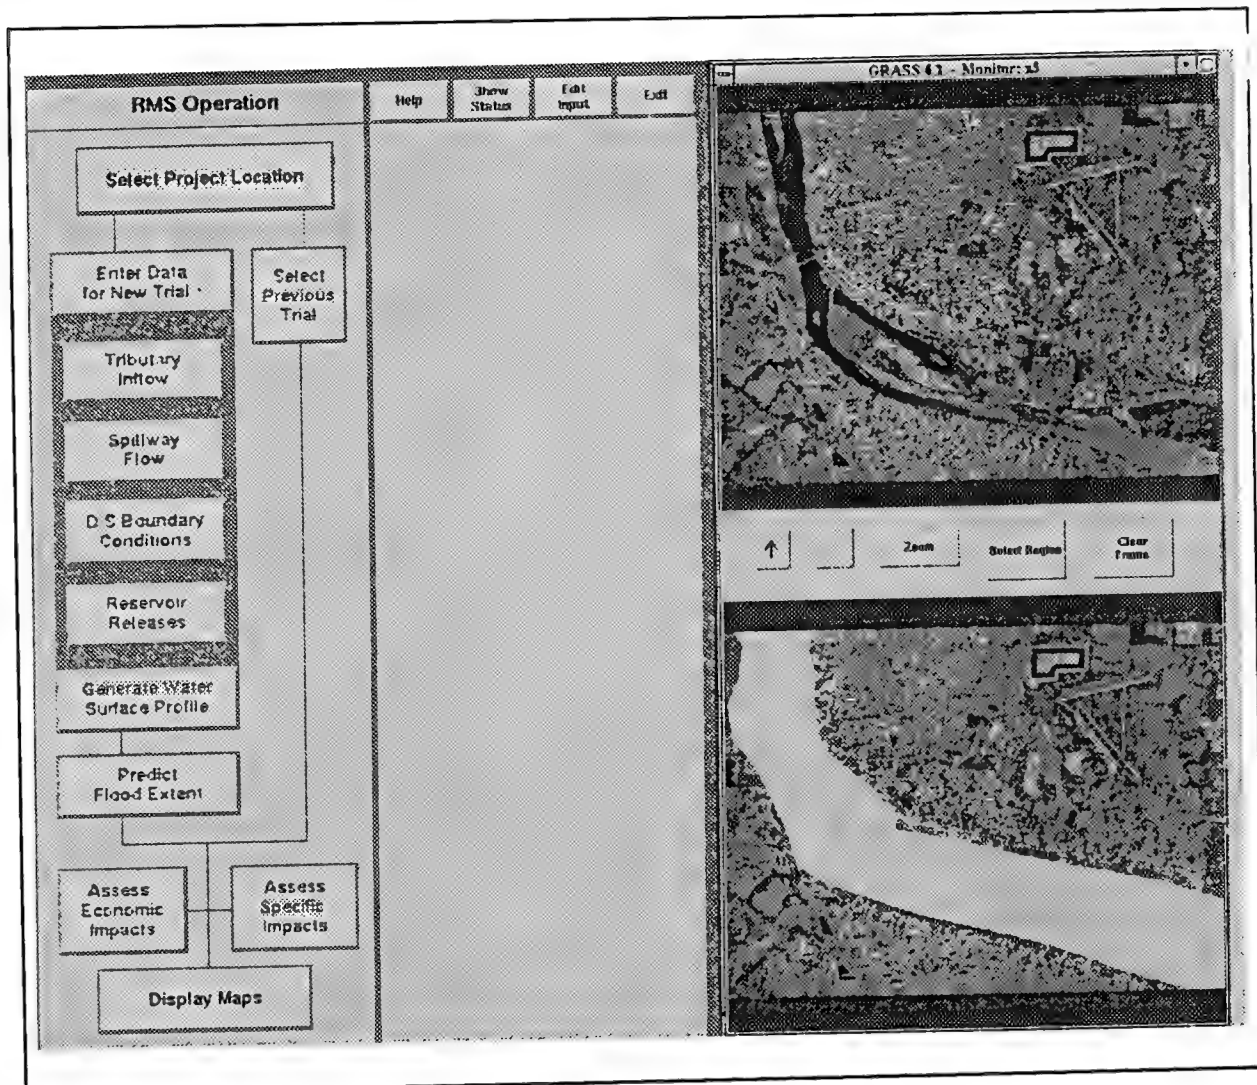 RMS Operation
Help
Show
Status
Edit
Input
Exit
GRASS 4.1 - Monitor: x3
Select Project Location
Enter Data
for New Trial
Select
Previous
Trial
Tributary
Inflow
Spillway
Flow
D S Boundary
Conditions
Reservoir
Releases
Generate Water
Surface Profile
Predict
Flood Extent
Assess
Economic
Impacts
Assess
Specific
Impacts
Display Maps
Zoom
Select Region
Clear
Frame